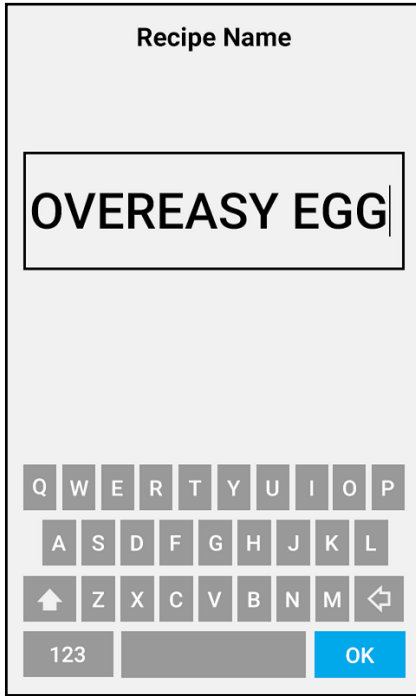 Recipe Name
OVEREASY EGG
Q W E R T Y U I O P
A S D F G H J K L
Z X C V B N M
123 OK